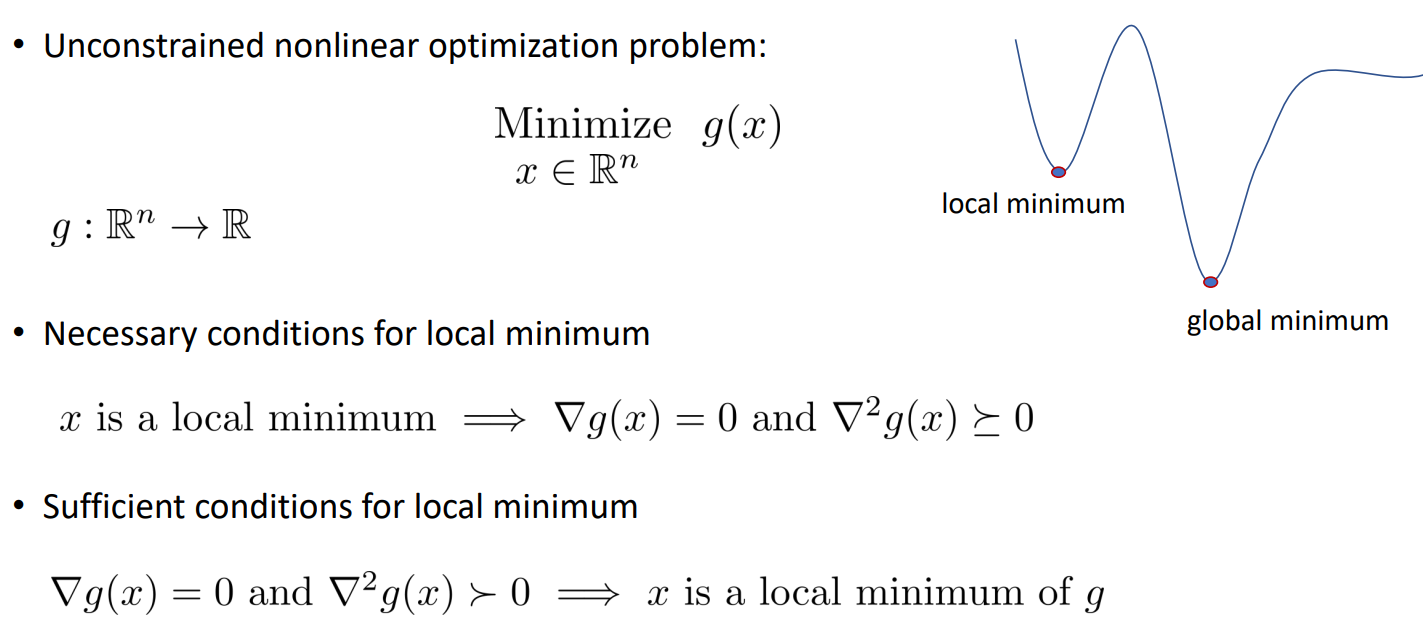 • Unconstrained nonlinear optimization problem:
Minimize g(x)
x ∈ ℝⁿ
g : ℝⁿ → ℝ
local minimum
global minimum
• Necessary conditions for local minimum
x is a local minimum ⟹ ∇g(x) = 0 and ∇²g(x) ⪰ 0
• Sufficient conditions for local minimum
∇g(x) = 0 and ∇²g(x) ≻ 0 ⟹ x is a local minimum of g